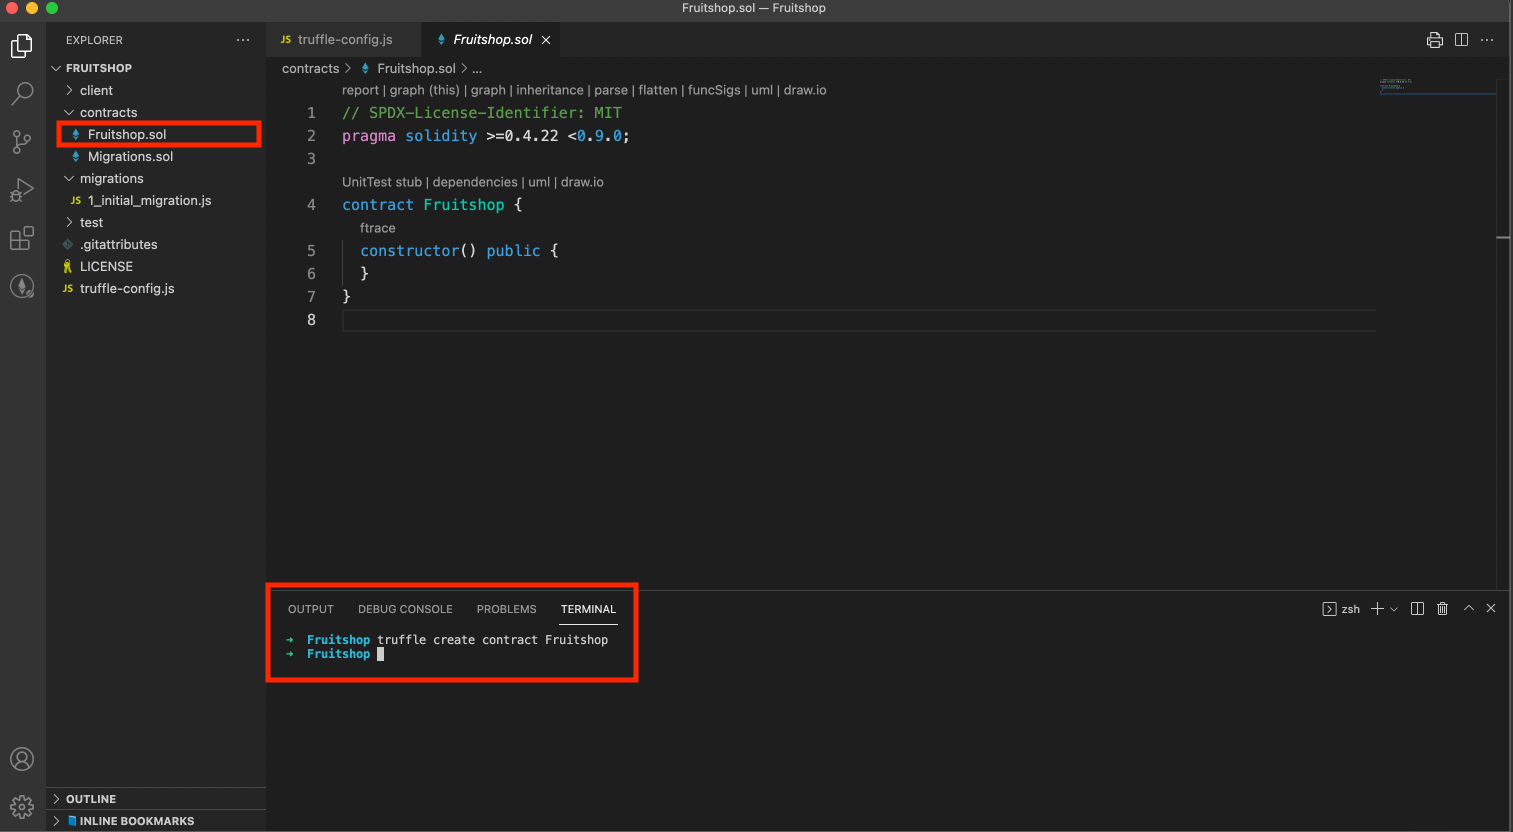 Fruitshop.sol — Fruitshop
EXPLORER
FRUITSHOP
client
contracts
Fruitshop.sol
Migrations.sol
migrations
JS 1_initial_migration.js
test
.gitattributes
LICENSE
JS truffle-config.js
OUTLINE
INLINE BOOKMARKS
JS truffle-config.js
Fruitshop.sol
contracts > Fruitshop.sol > ...
report | graph (this) | graph | inheritance | parse | flatten | funcSigs | uml | draw.io
1 // SPDX-License-Identifier: MIT
2 pragma solidity >=0.4.22 <0.9.0;
3
UnitTest stub | dependencies | uml | draw.io
4 contract Fruitshop {
ftrace
5 constructor() public {
6 }
7 }
8
OUTPUT DEBUG CONSOLE PROBLEMS TERMINAL
zsh
→ Fruitshop truffle create contract Fruitshop
→ Fruitshop